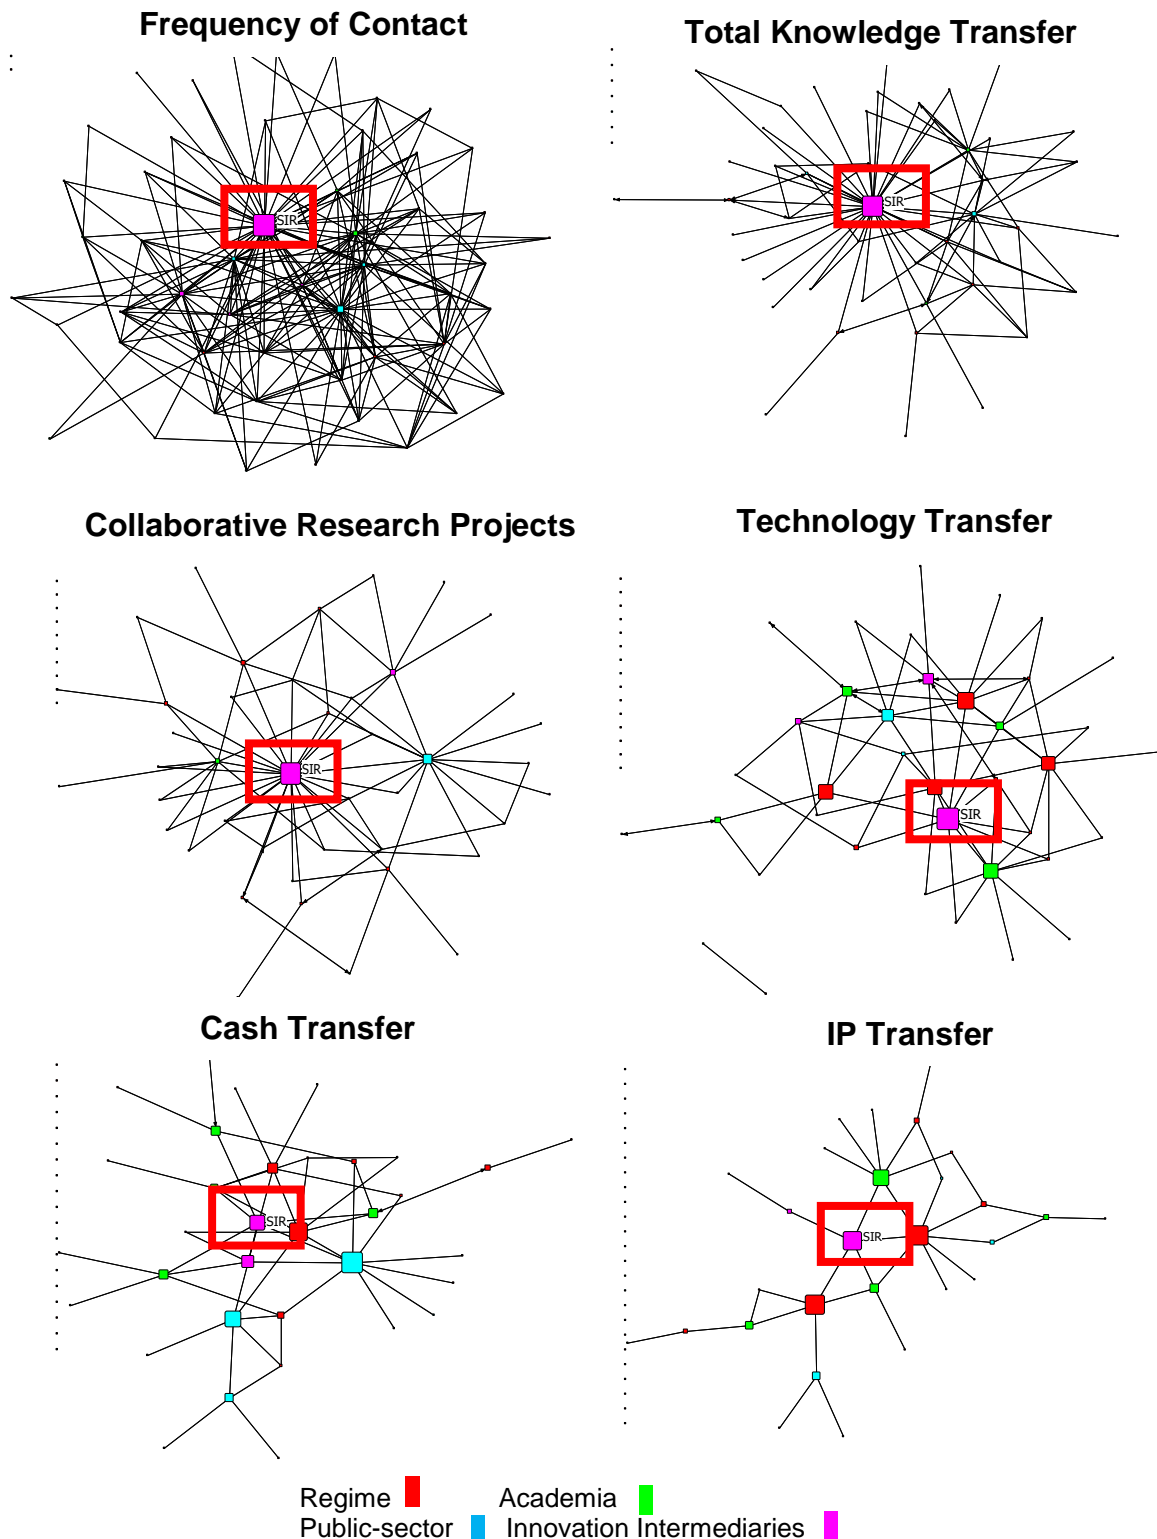 Frequency of Contact
Total Knowledge Transfer
SIR
SIR
Collaborative Research Projects
Technology Transfer
SIR
SIR
Cash Transfer
IP Transfer
SIR
SIR
Regime Academia
Public-sector Innovation Intermediaries